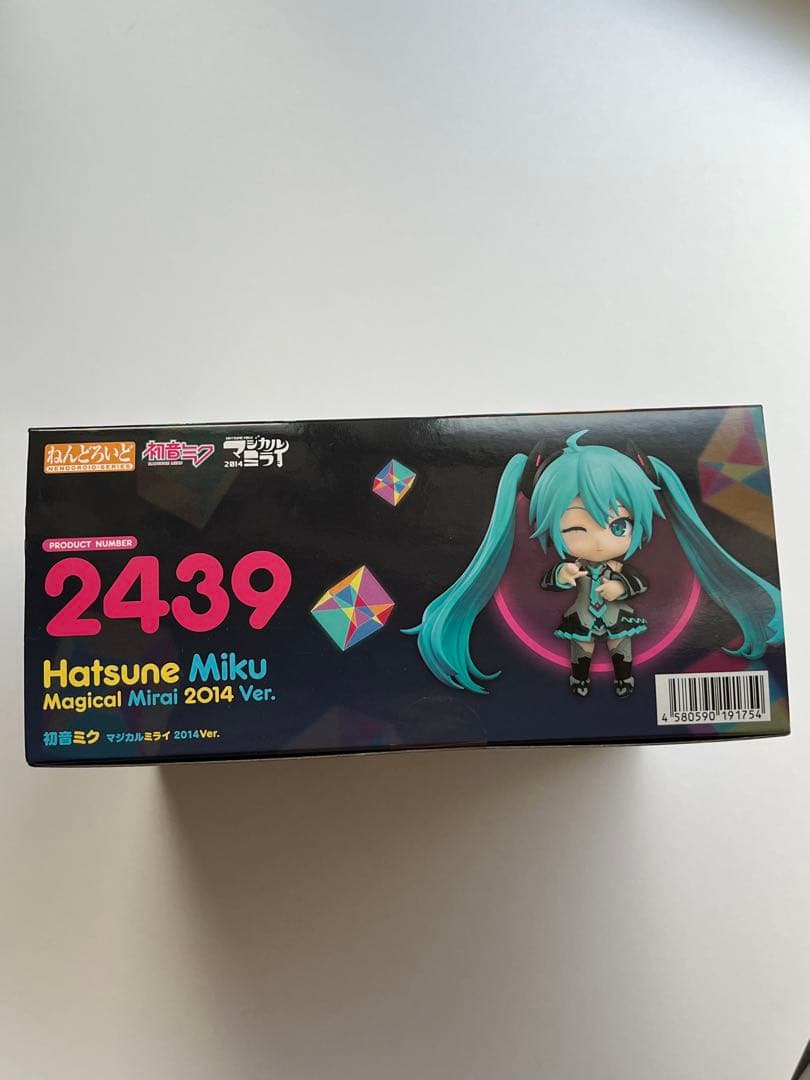 ねんどろいど
NENDOROID-SERIES
初音ミク
HATSUNE MIKU
マジカルミライ
2014
PRODUCT NUMBER
2439
Hatsune Miku
Magical Mirai 2014 Ver.
初音ミク マジカルミライ 2014Ver.
4 580590 191754